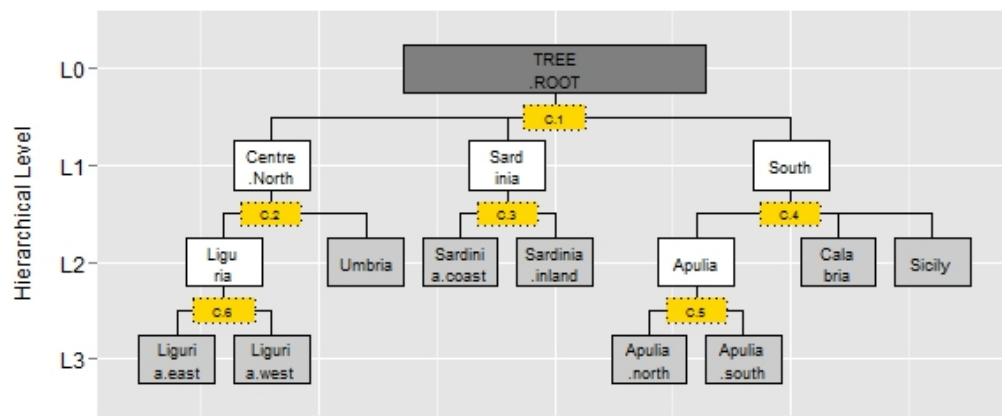 L0
TREE
.ROOT
C.1
Hierarchical Level
L1
Centre
.North
Sard
inia
South
C.2
C.3
C.4
L2
Ligu
ria
Umbria
Sardini
a.coast
Sardinia
.inland
Apulia
Cala
bria
Sicily
C.6
C.5
L3
Liguri
a.east
Liguri
a.west
Apulia
.north
Apulia
.south